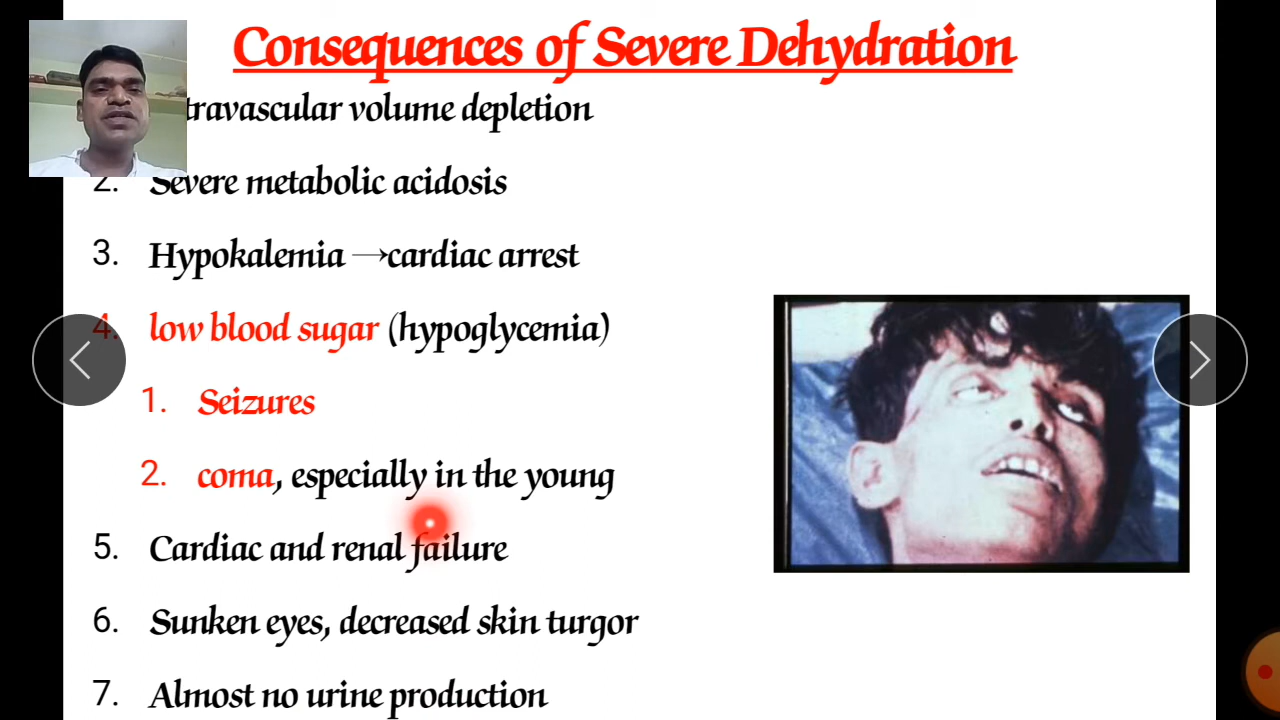 Consequences of Severe Dehydration
travascular volume depletion
2. Severe metabolic acidosis
3. Hypokalemia →cardiac arrest
4. low blood sugar (hypoglycemia)
1. Seizures
2. coma, especially in the young
5. Cardiac and renal failure
6. Sunken eyes, decreased skin turgor
7. Almost no urine production